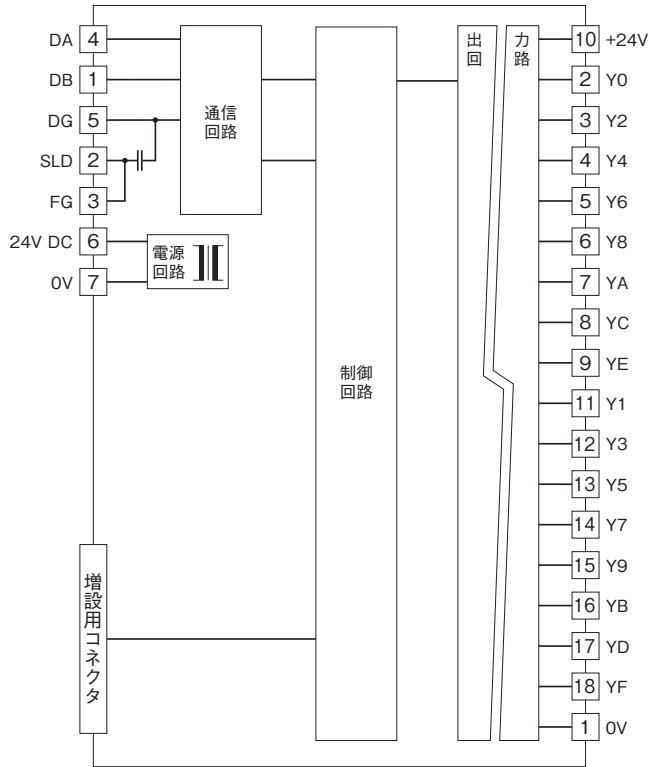 DA 4
DB 1
DG 5
SLD 2
FG 3
24V DC 6
0V 7
通信
回路
電源
回路
増設用コネクタ
制御
回路
出力
回路
10 +24V
2 Y0
3 Y2
4 Y4
5 Y6
6 Y8
7 YA
8 YC
9 YE
11 Y1
12 Y3
13 Y5
14 Y7
15 Y9
16 YB
17 YD
18 YF
1 0V